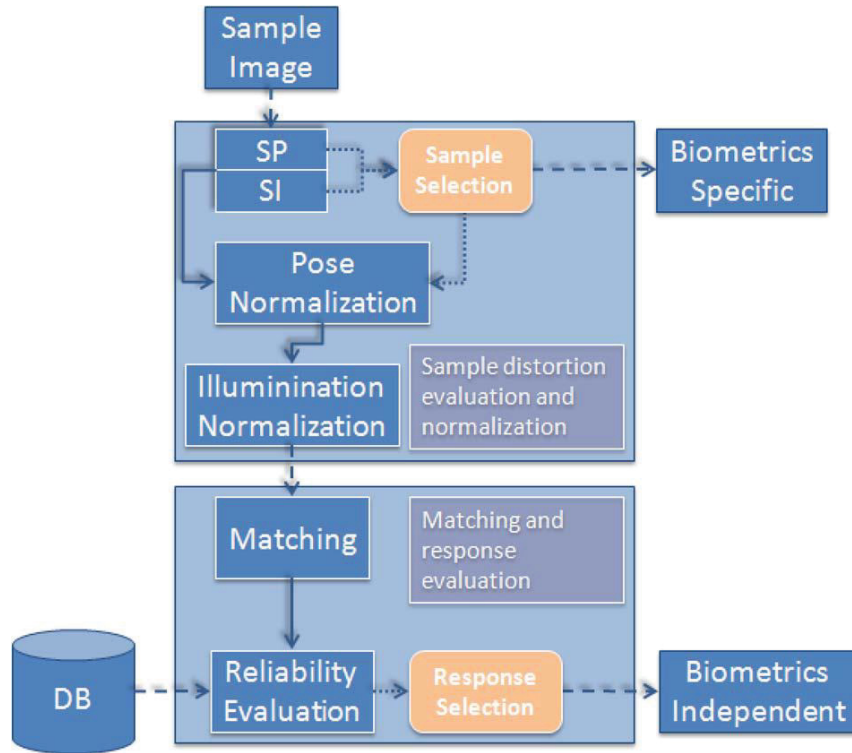 Sample
Image
SP
SI
Sample
Selection
Biometrics
Specific
Pose
Normalization
Illuminination
Normalization
Sample distortion
evaluation and
normalization
Matching
Matching and
response
evaluation
DB
Reliability
Evaluation
Response
Selection
Biometrics
Independent